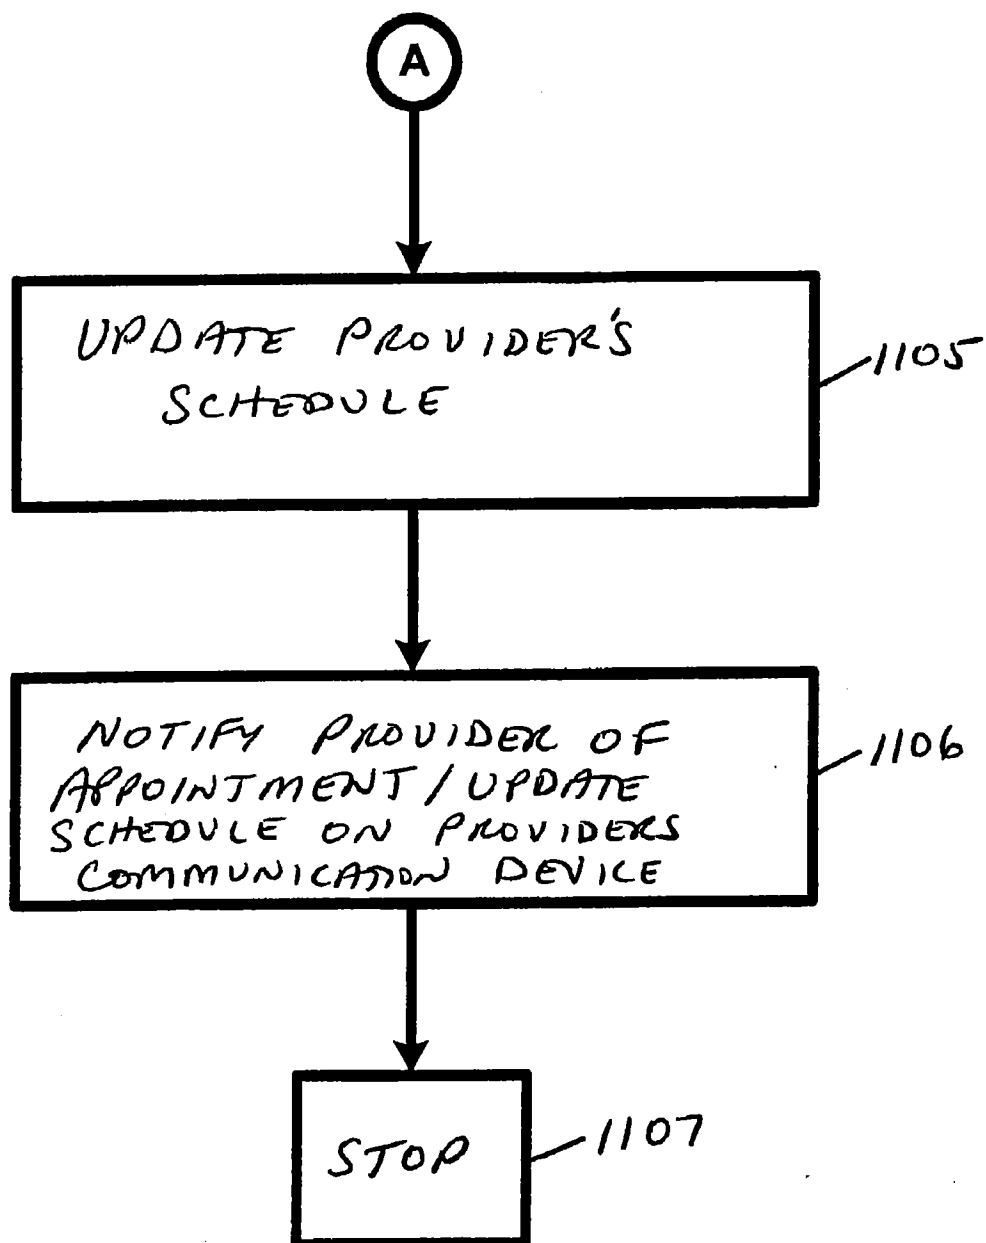 A
UPDATE PROVIDER'S
SCHEDULE
1105
NOTIFY PROVIDER OF
APPOINTMENT / UPDATE
SCHEDULE ON PROVIDERS
COMMUNICATION DEVICE
1106
STOP
1107